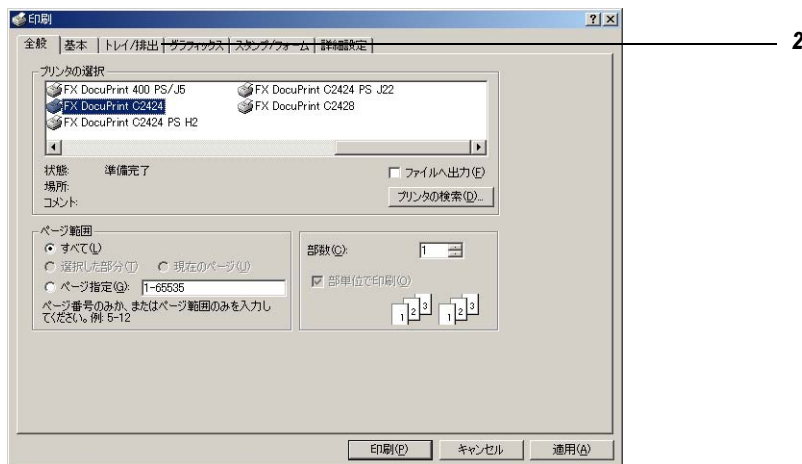 印刷
全般 基本 トレイ/排出 グラフィックス スタンプ/フォーム 詳細設定
2
プリンタの選択
FX DocuPrint 400 PS/J5 FX DocuPrint C2424 PS J22
FX DocuPrint C2424 FX DocuPrint C2428
FX DocuPrint C2424 PS H2
状態: 準備完了
場所:
コメント:
ファイルへ出力(F)
プリンタの検索(D)...
ページ範囲
すべて(L)
選択した部分(T) 現在のページ(U)
ページ指定(G): 1-65535
ページ番号のみか、またはページ範囲のみを入力し
てください。例: 5-12
部数(C): 1
部単位で印刷(O)
1 2 3 1 2 3
印刷(P) キャンセル 適用(A)